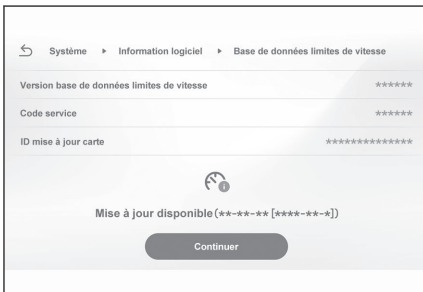 Système ▶ Information logiciel ▶ Base de données limites de vitesse
Version base de données limites de vitesse ******
Code service ******
ID mise à jour carte **************
Mise à jour disponible(**-**-** [****-**-*])
Continuer